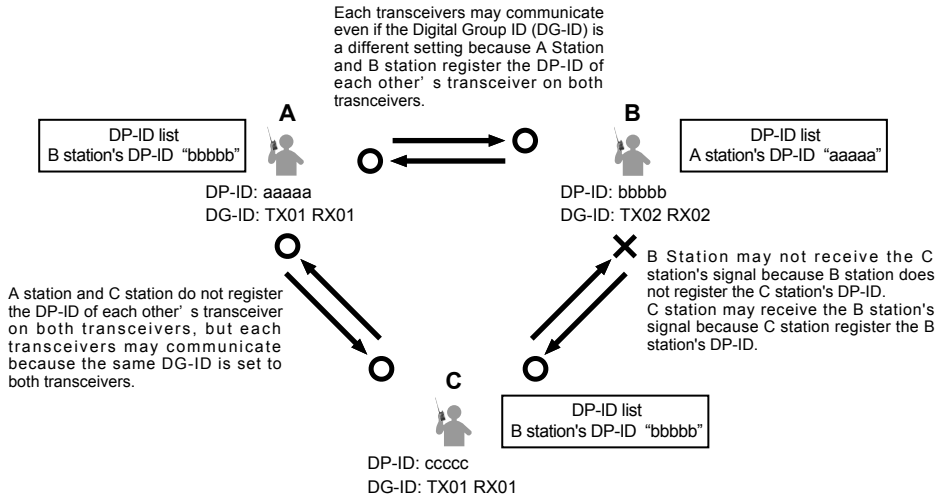 Each transceivers may communicate
even if the Digital Group ID (DG-ID) is
a different setting because A Station
and B station register the DP-ID of
each other’ s transceiver on both
trasnceivers.
A
B
DP-ID list
B station's DP-ID “bbbbb”
DP-ID list
A station's DP-ID “aaaaa”
DP-ID: aaaaa
DG-ID: TX01 RX01
DP-ID: bbbbb
DG-ID: TX02 RX02
B Station may not receive the C
station's signal because B station does
not register the C station's DP-ID.
C station may receive the B station's
signal because C station register the B
station's DP-ID.
A station and C station do not register
the DP-ID of each other’ s transceiver
on both transceivers, but each
transceivers may communicate
because the same DG-ID is set to
both transceivers.
C
DP-ID list
B station's DP-ID “bbbbb”
DP-ID: ccccc
DG-ID: TX01 RX01